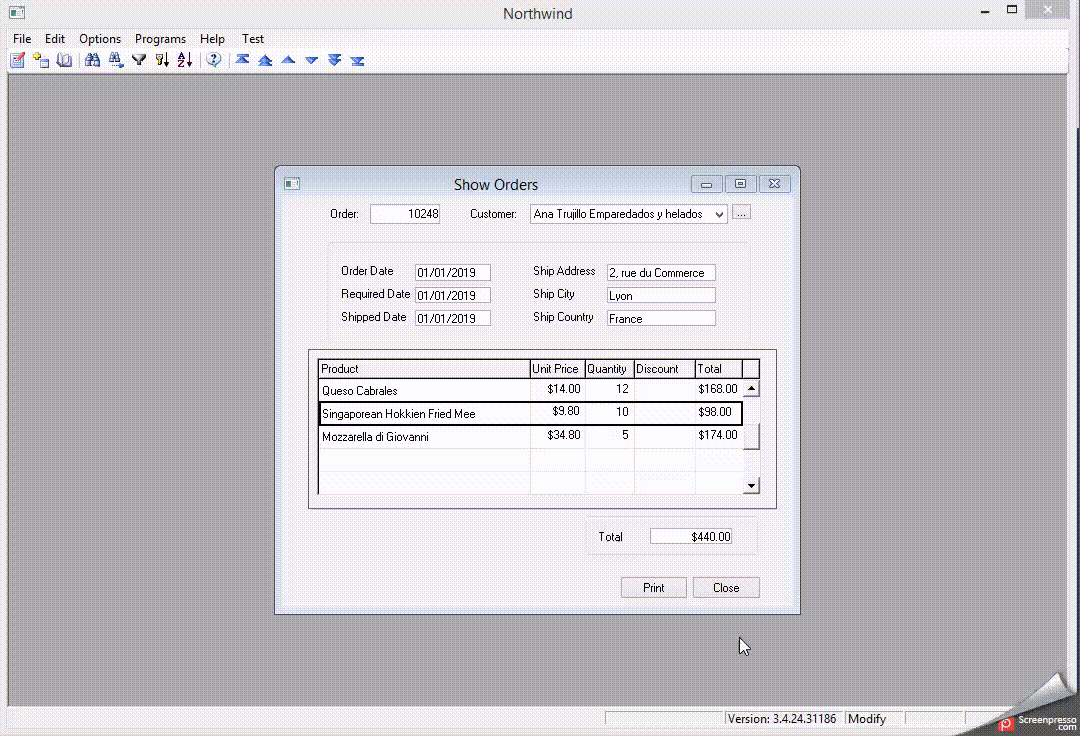 Northwind
File Edit Options Programs Help Test
Show Orders
Order: 10248 Customer: Ana Trujillo Emparedados y helados ...
Order Date 01/01/2019 Ship Address 2, rue du Commerce
Required Date 01/01/2019 Ship City Lyon
Shipped Date 01/01/2019 Ship Country France
Product Unit Price Quantity Discount Total
Queso Cabrales $14.00 12 $168.00
Singaporean Hokkien Fried Mee $9.80 10 $98.00
Mozzarella di Giovanni $34.80 5 $174.00
Total $440.00
Print Close
Version: 3.4.24.31186 Modify
Screenpresso
.com